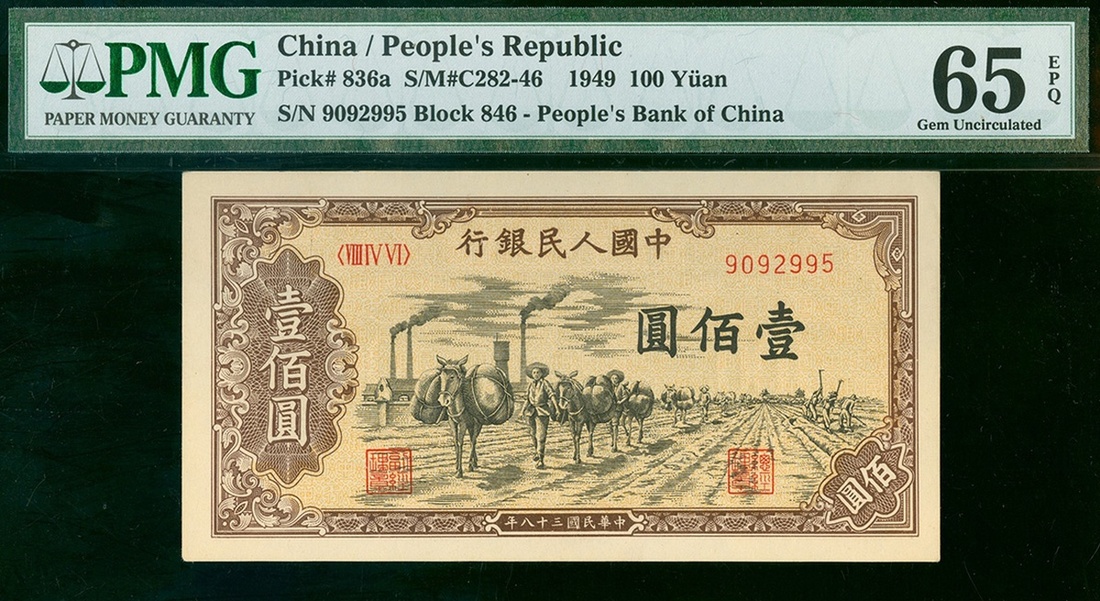 PMG
PAPER MONEY GUARANTY
China / People's Republic
Pick# 836a S/M#C282-46 1949 100 Yüan
S/N 9092995 Block 846 - People's Bank of China
65
EPQ
Gem Uncirculated
行銀民人國中
〈VIII IV VI〉
9092995
圓佰壹
壹佰圓
佰圓
年八十三國民華中